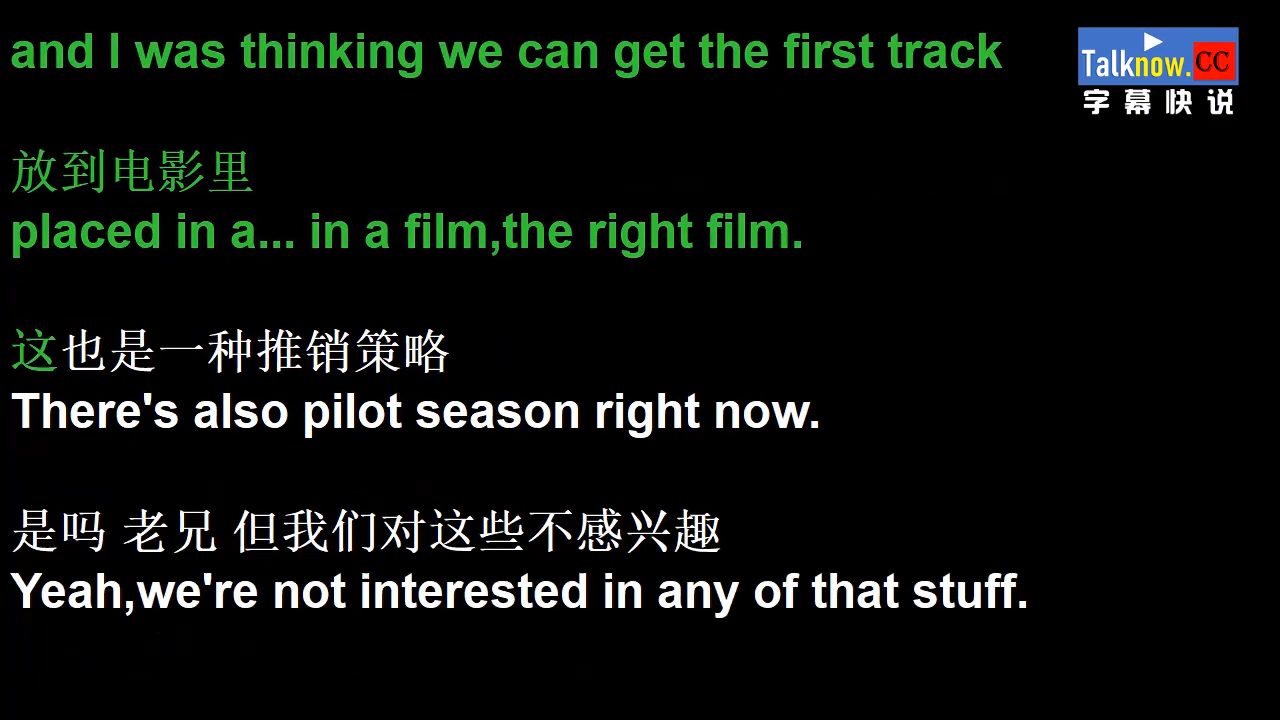 and I was thinking we can get the first track
Talknow.CC
字幕快说
放到电影里
placed in a... in a film,the right film.
这也是一种推销策略
There's also pilot season right now.
是吗 老兄 但我们对这些不感兴趣
Yeah,we're not interested in any of that stuff.